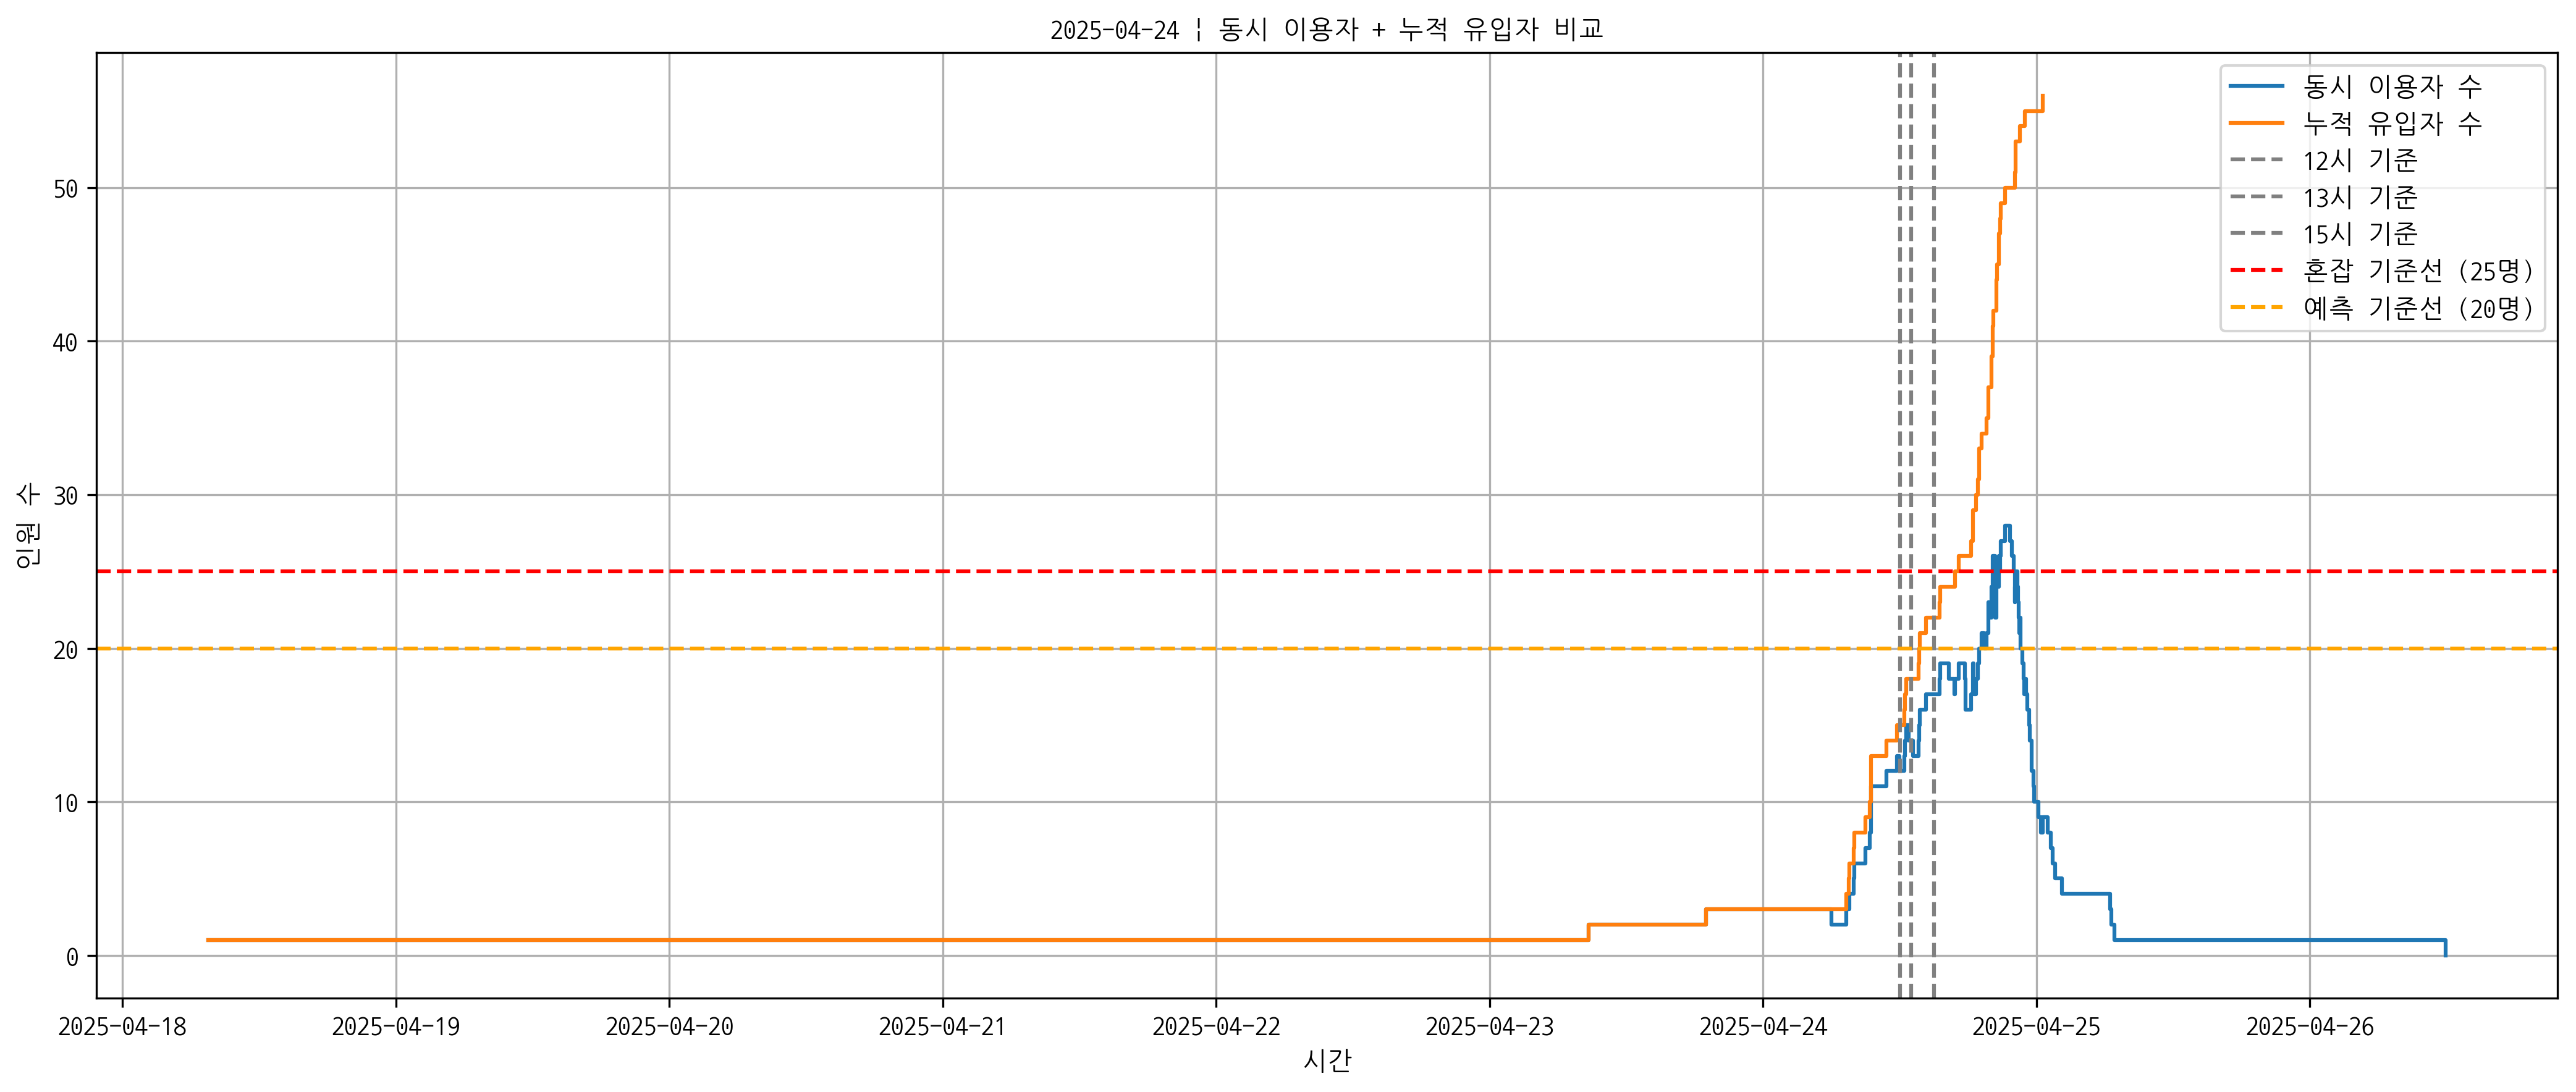 2025-04-24 | 동시 이용자 + 누적 유입자 비교
동시 이용자 수
누적 유입자 수
12시 기준
13시 기준
15시 기준
혼잡 기준선 (25명)
예측 기준선 (20명)
인원 수
50
40
30
20
10
0
2025-04-18 2025-04-19 2025-04-20 2025-04-21 2025-04-22 2025-04-23 2025-04-24 2025-04-25 2025-04-26
시간